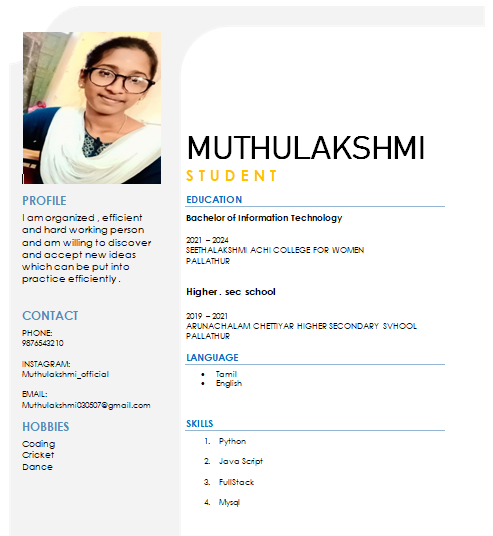 MUTHULAKSHMI
STUDENT
PROFILE
I am organized , efficient
and hard working person
and am willing to discover
and accept new ideas
which can be put into
practice efficiently .
CONTACT
PHONE:
9876543210
INSTAGRAM:
Muthulakshmi_official
EMAIL:
Muthulakshmi030507@gmail.com
HOBBIES
Coding
Cricket
Dance
EDUCATION
Bachelor of Information Technology
2021 – 2024
SEETHALAKSHMI ACHI COLLEGE FOR WOMEN
PALLATHUR
Higher . sec school
2019 – 2021
ARUNACHALAM CHETTIYAR HIGHER SECONDARY SVHOOL
PALLATHUR
LANGUAGE
• Tamil
• English
SKILLS
1. Python
2. Java Script
3. FullStack
4. Mysql